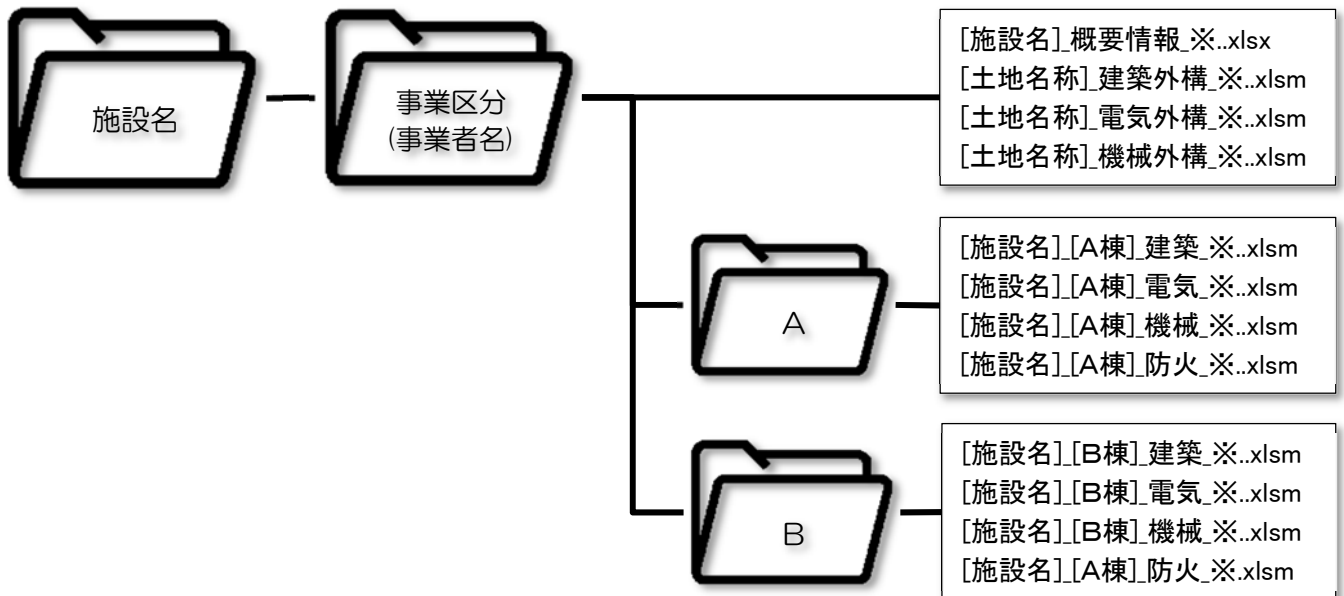 施設名
事業区分
(事業者名)
[施設名]_概要情報_※..xlsx
[土地名称]_建築外構_※..xlsm
[土地名称]_電気外構_※..xlsm
[土地名称]_機械外構_※..xlsm
A
[施設名]_[A棟]_建築_※..xlsm
[施設名]_[A棟]_電気_※..xlsm
[施設名]_[A棟]_機械_※..xlsm
[施設名]_[A棟]_防火_※..xlsm
B
[施設名]_[B棟]_建築_※..xlsm
[施設名]_[B棟]_電気_※..xlsm
[施設名]_[B棟]_機械_※..xlsm
[施設名]_[A棟]_防火_※.xlsm